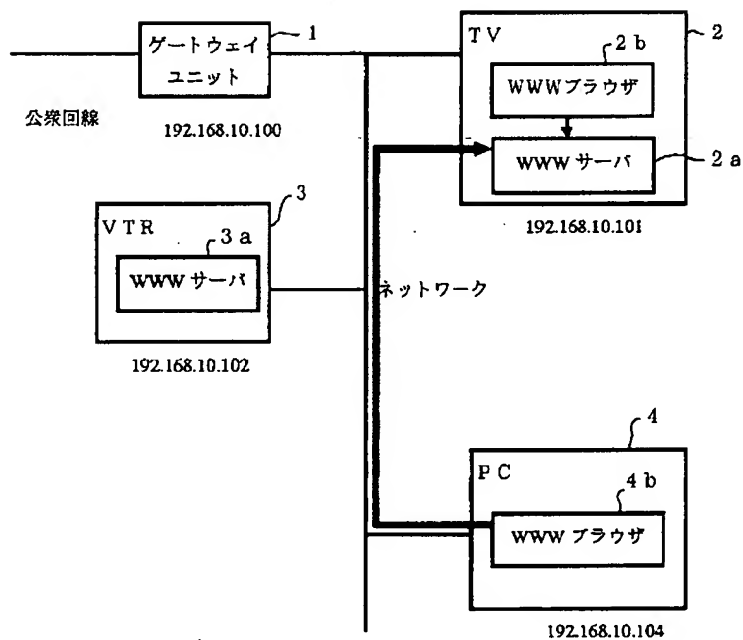 1
ゲートウェイ
ユニット
公衆回線
192.168.10.100
TV
2
2b
WWWブラウザ
WWWサーバ
2a
192.168.10.101
3
VTR
3a
WWWサーバ
ネットワーク
192.168.10.102
4
PC
4b
WWWブラウザ
192.168.10.104